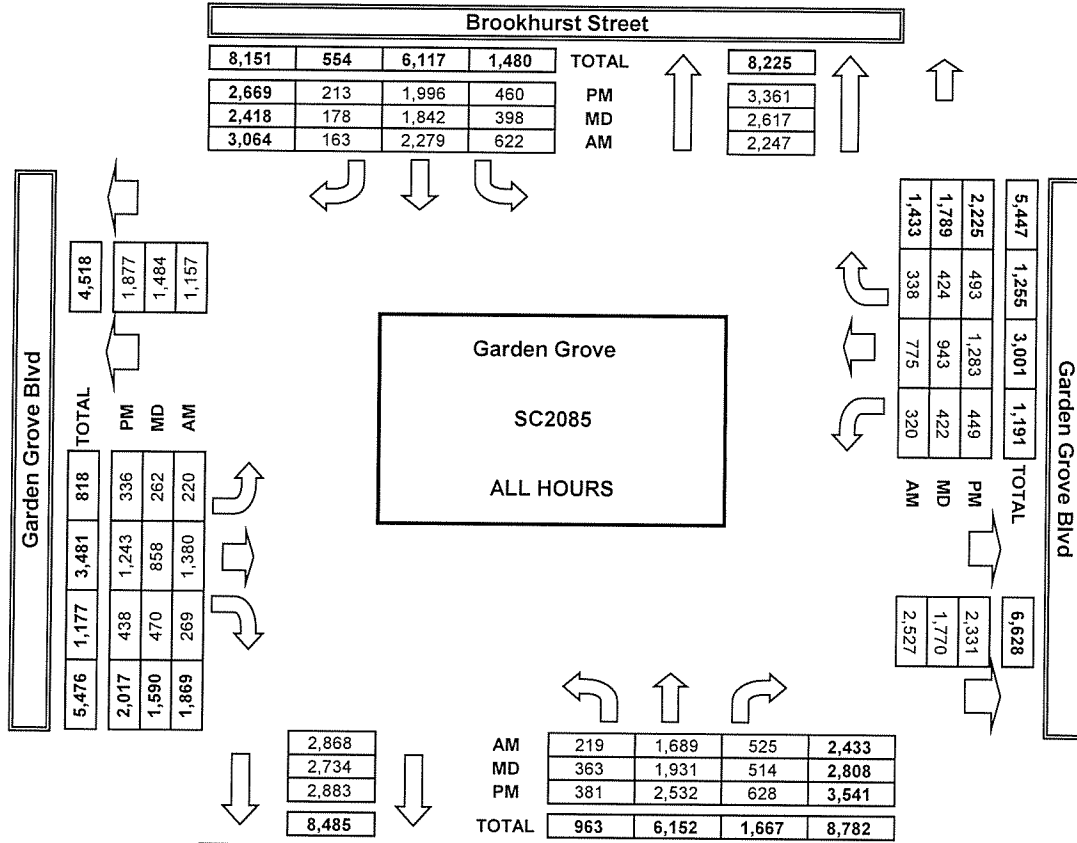 Brookhurst Street
8,151 554 6,117 1,480 TOTAL 8,225
2,669 213 1,996 460 PM 3,361
2,418 178 1,842 398 MD 2,617
3,064 163 2,279 622 AM 2,247
Garden Grove Blvd
4,518 1,877 1,484 1,157
TOTAL PM MD AM
818 336 262 220
3,481 1,243 858 1,380
1,177 438 470 269
5,476 2,017 1,590 1,869
Garden Grove
SC2085
ALL HOURS
1,433 1,789 2,225 5,447
338 424 493 1,255
775 943 1,283 3,001
320 422 449 1,191
AM MD PM TOTAL
2,527 1,770 2,331 6,628
Garden Grove Blvd
2,868 AM 219 1,689 525 2,433
2,734 MD 363 1,931 514 2,808
2,883 PM 381 2,532 628 3,541
8,485 TOTAL 963 6,152 1,667 8,782